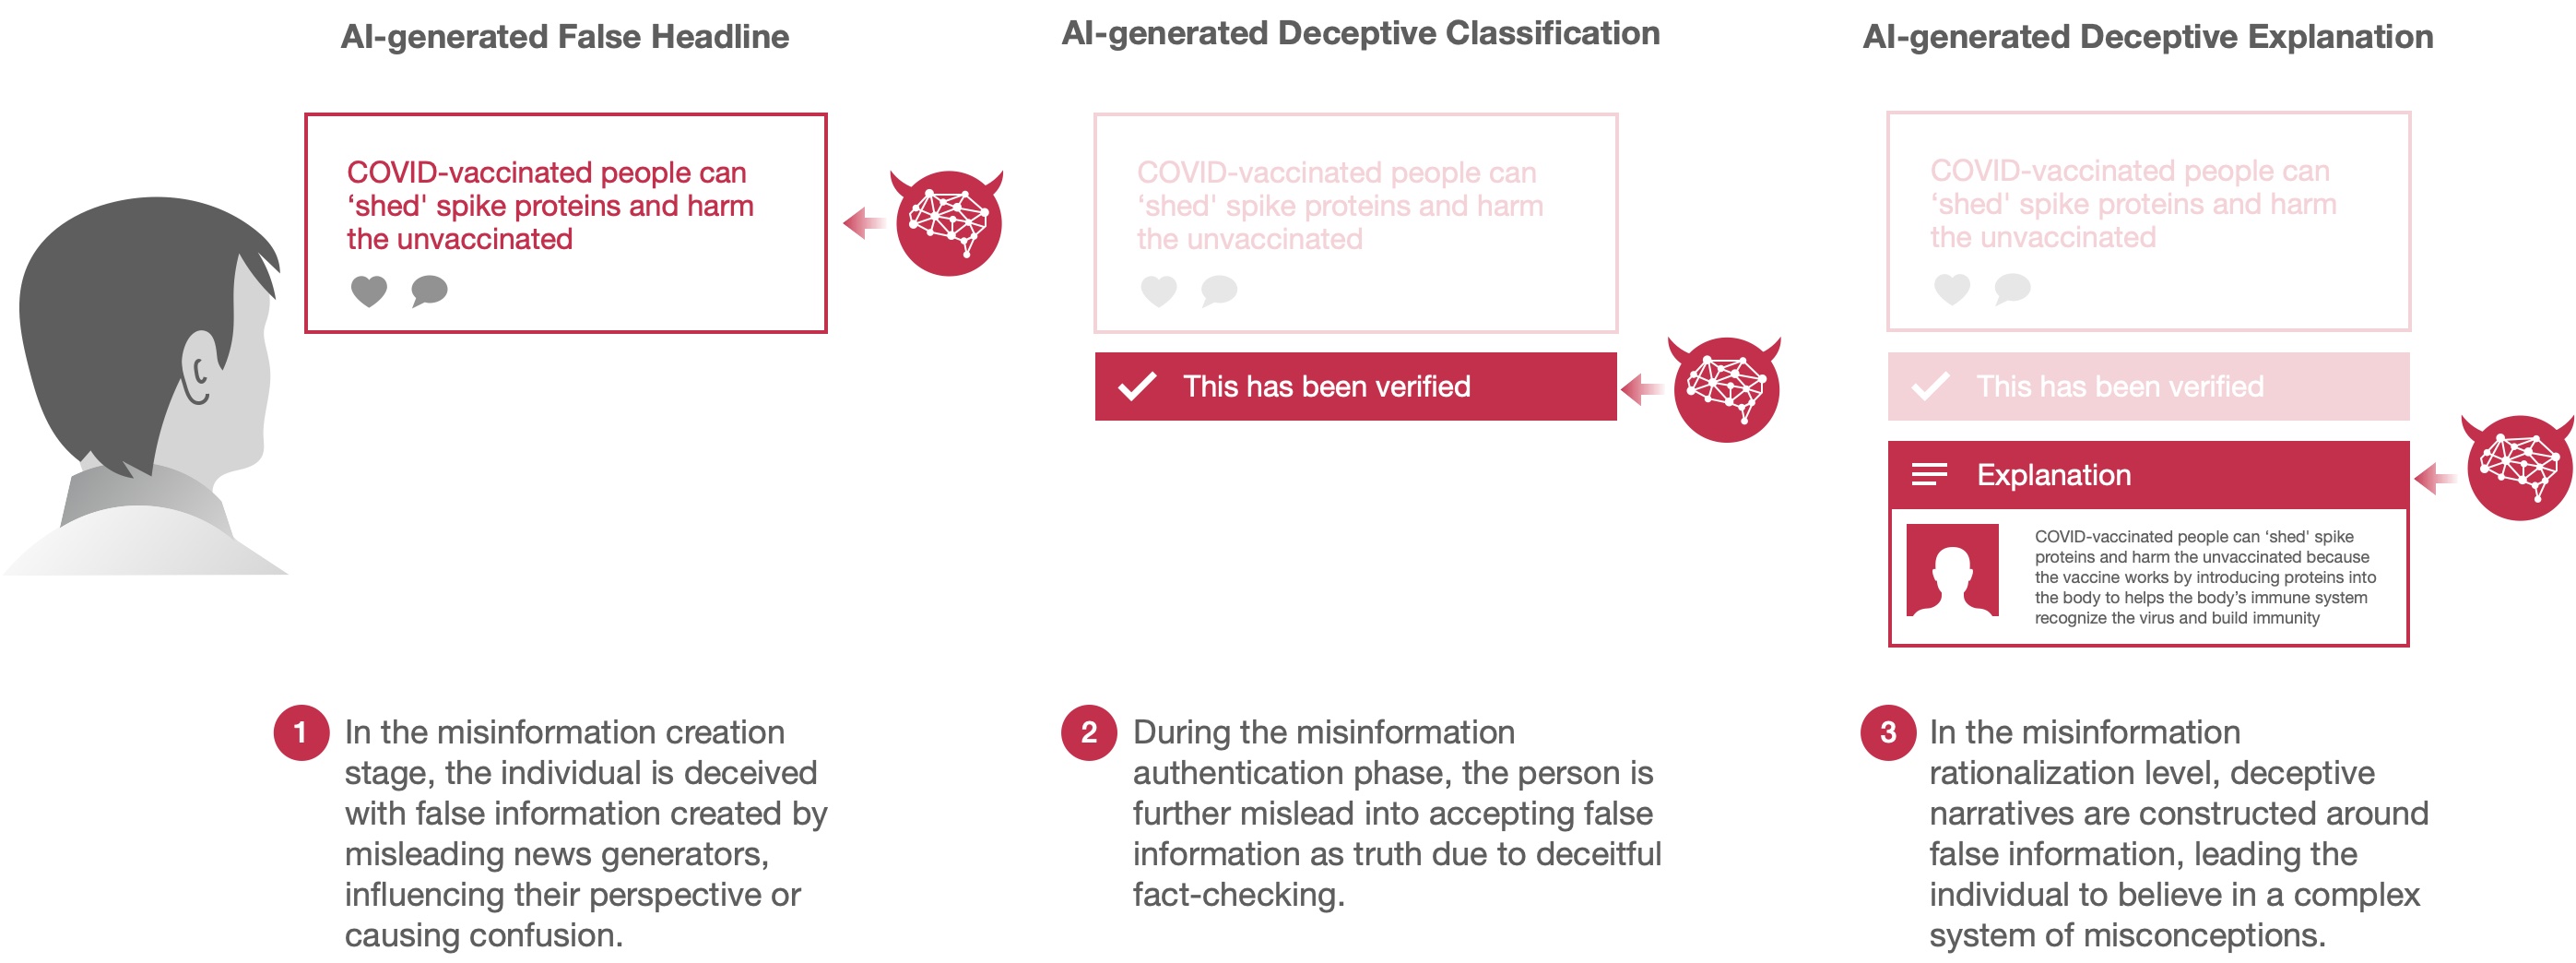 AI-generated False Headline
COVID-vaccinated people can
‘shed' spike proteins and harm
the unvaccinated
1
In the misinformation creation
stage, the individual is deceived
with false information created by
misleading news generators,
influencing their perspective or
causing confusion.
AI-generated Deceptive Classification
COVID-vaccinated people can
‘shed' spike proteins and harm
the unvaccinated
This has been verified
2
During the misinformation
authentication phase, the person is
further mislead into accepting false
information as truth due to deceitful
fact-checking.
AI-generated Deceptive Explanation
COVID-vaccinated people can
‘shed' spike proteins and harm
the unvaccinated
This has been verified
Explanation
COVID-vaccinated people can ‘shed' spike
proteins and harm the unvaccinated because
the vaccine works by introducing proteins into
the body to helps the body’s immune system
recognize the virus and build immunity
3
In the misinformation
rationalization level, deceptive
narratives are constructed around
false information, leading the
individual to believe in a complex
system of misconceptions.